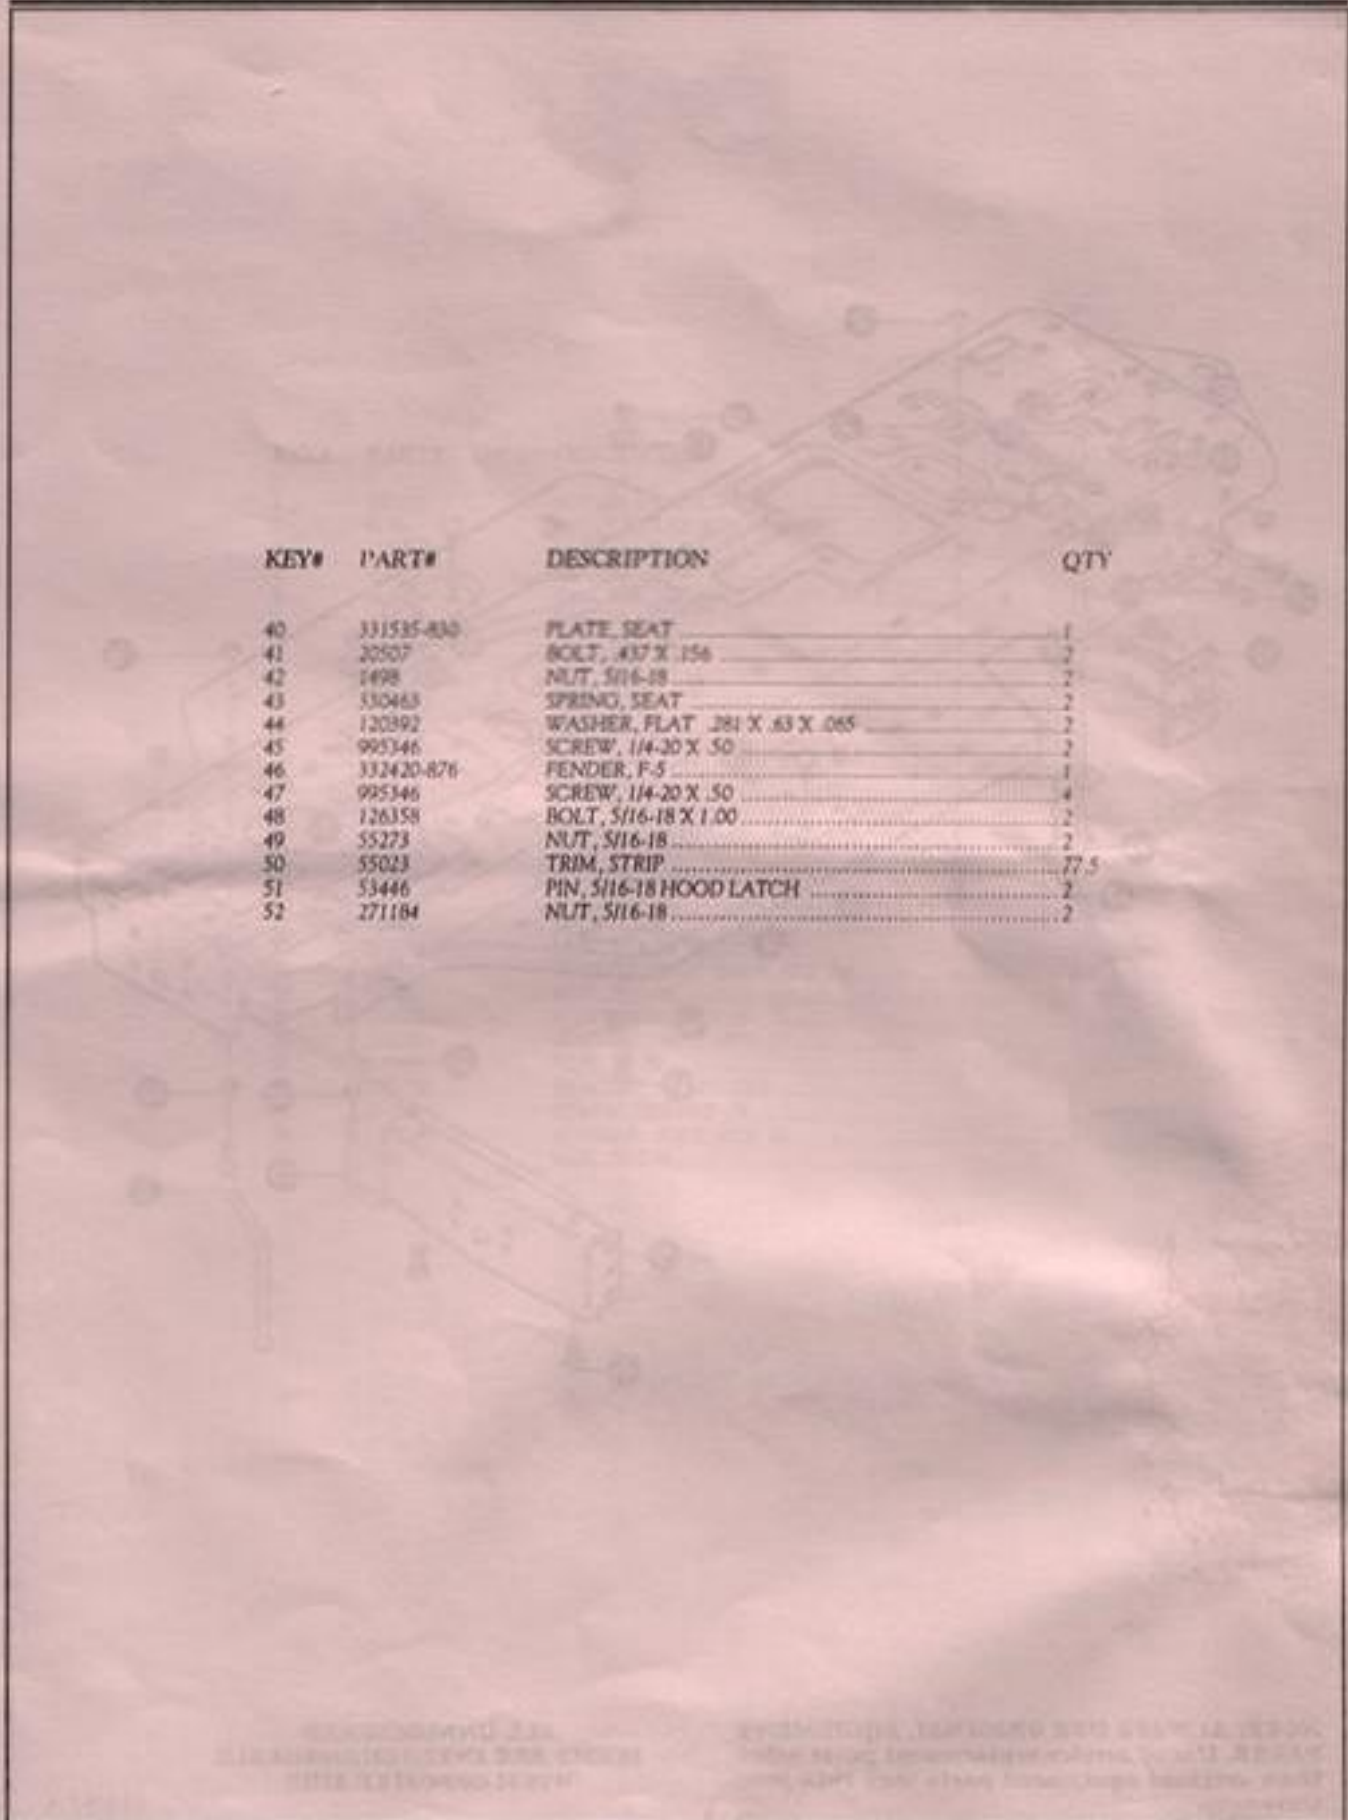 KEY# PART# DESCRIPTION QTY
40 331535-830 PLATE, SEAT 1
41 20507 BOLT, .437 X .156 2
42 1498 NUT, 5/16-18 2
43 330463 SPRING, SEAT 2
44 120392 WASHER, FLAT .281 X .63 X .065 2
45 995346 SCREW, 1/4-20 X .50 2
46 332420-876 FENDER, F-5 1
47 995346 SCREW, 1/4-20 X .50 4
48 126358 BOLT, 5/16-18 X 1.00 2
49 55273 NUT, 5/16-18 2
50 55023 TRIM, STRIP 77.5
51 53446 PIN, 5/16-18 HOOD LATCH 2
52 271184 NUT, 5/16-18 2